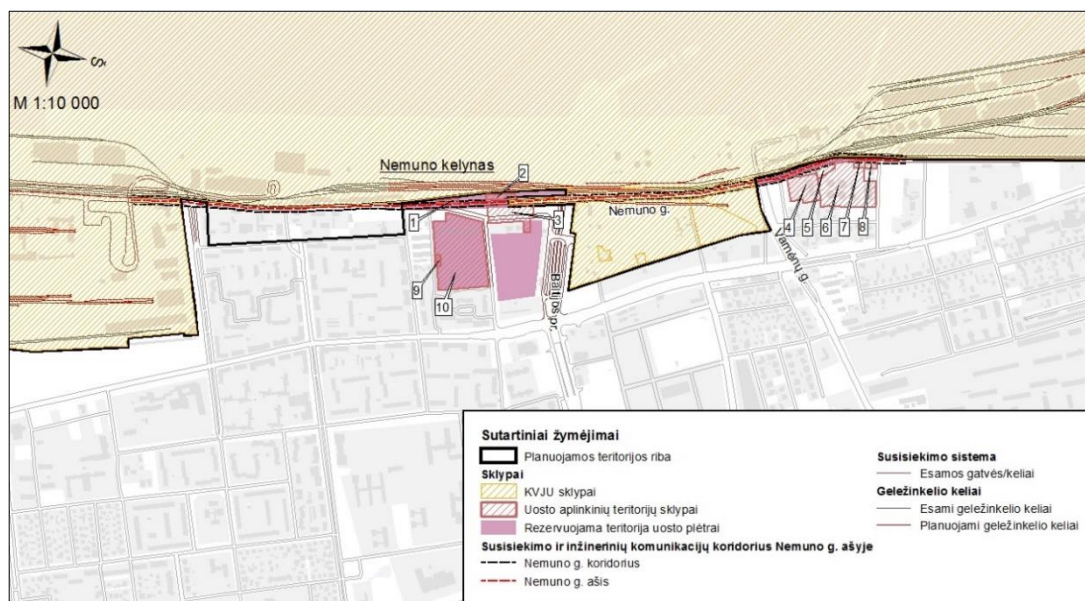 Š
M 1:10 000
Nemuno kelynas
2
1
3
Nemuno g.
4
5
6
7
8
9
10
Baltijos pr.
Varnėnų g.
Sutartiniai žymėjimai
Planuojamos teritorijos riba
Sklypai
KVJU sklypai
Uosto aplinkinių teritorijų sklypai
Rezervuojama teritorija uosto plėtrai
Susisiekimo ir inžinerinių komunikacijų koridorius Nemuno g. ašyje
Nemuno g. koridorius
Nemuno g. ašis
Susisiekimo sistema
Esamos gatvės/keliai
Geležinkelio keliai
Esami geležinkelio keliai
Planuojami geležinkelio keliai